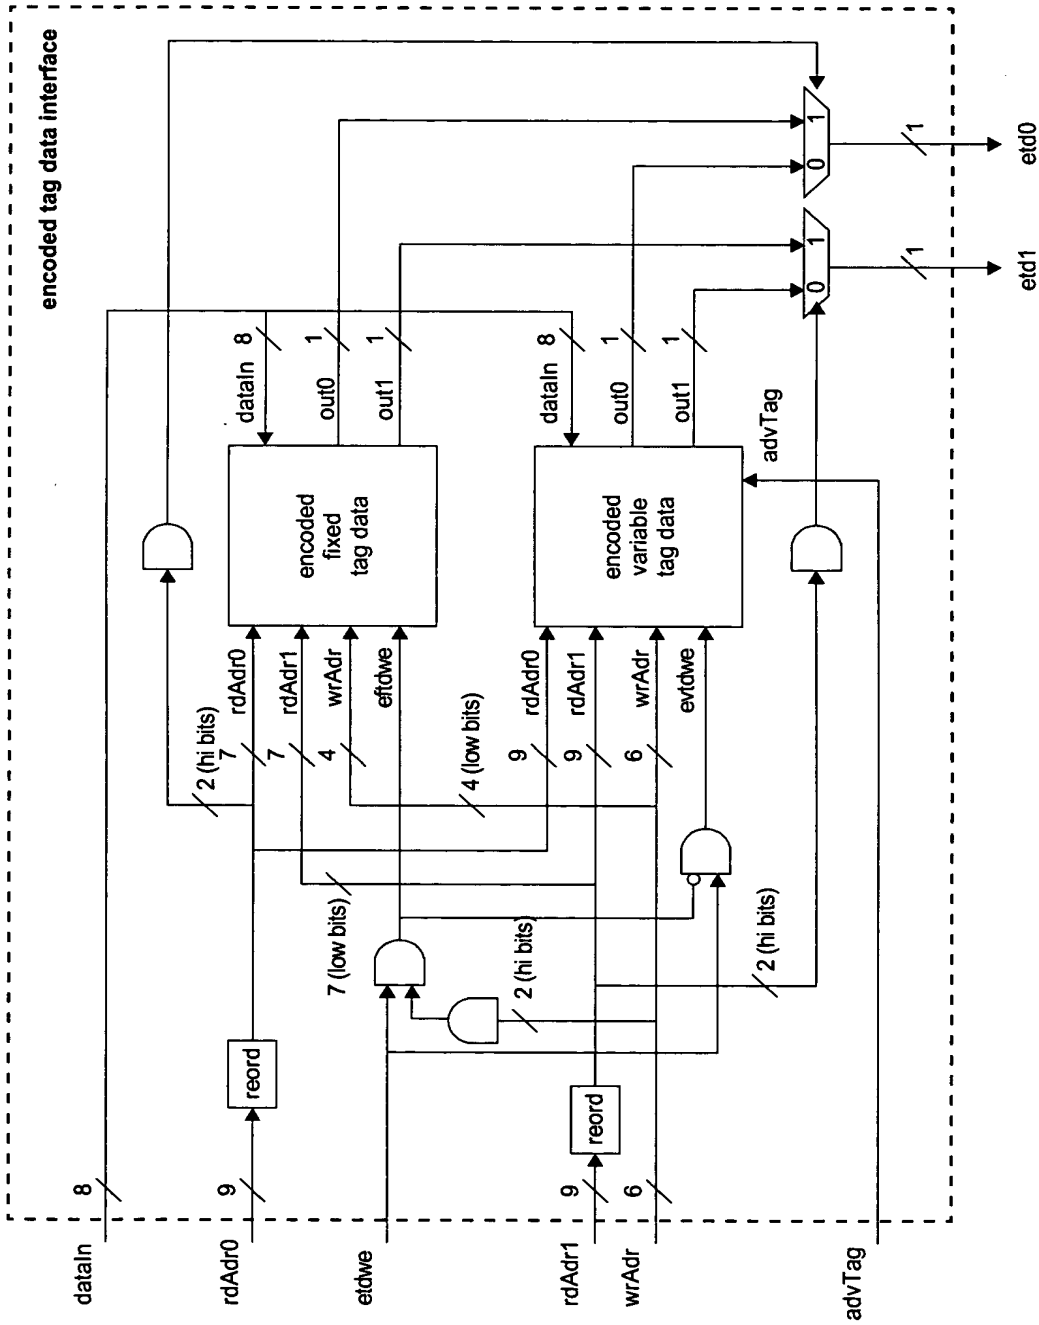 encoded tag data interface
dataIn
8
rdAdr0
9
reord
etdwe
rdAdr1
9
reord
wrAdr
6
advTag
2 (hi bits)
7
rdAdr0
7
rdAdr1
4
wrAdr
eftdwe
7 (low bits)
2 (hi bits)
4 (low bits)
9
rdAdr0
9
rdAdr1
6
wrAdr
evtdwe
2 (hi bits)
encoded
fixed
tag data
dataIn
8
out0
1
out1
1
encoded
variable
tag data
dataIn
8
out0
1
out1
1
advTag
0
1
1
etd0
0
1
1
etd1